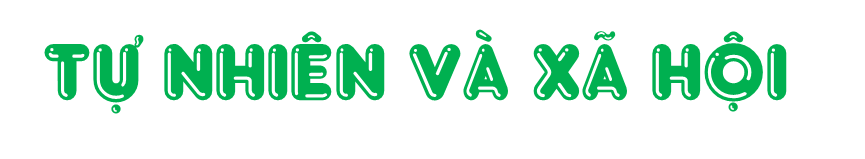 TỰ NHIÊN VÀ XÃ HỘI